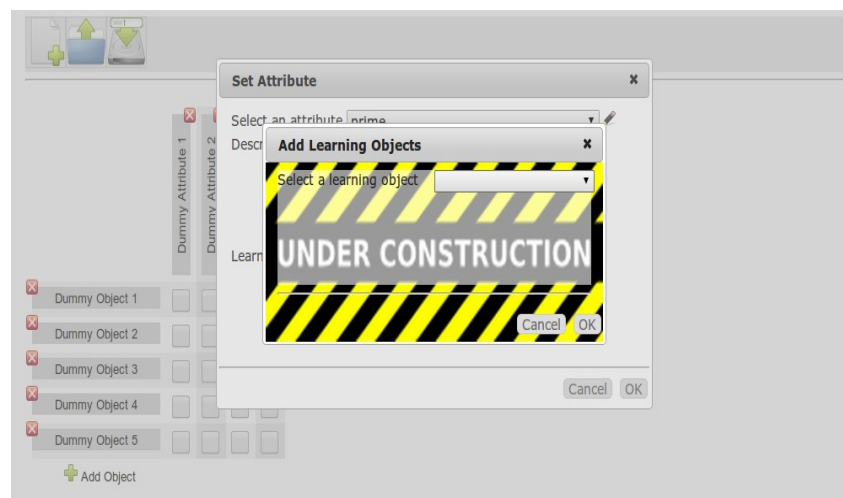 Set Attribute
Select an attribute prime
Descr
Add Learning Objects
Select a learning object
UNDER CONSTRUCTION
Learn
Cancel OK
Cancel OK
Dummy Attribute 1
Dummy Attribute 2
Dummy Object 1
Dummy Object 2
Dummy Object 3
Dummy Object 4
Dummy Object 5
Add Object